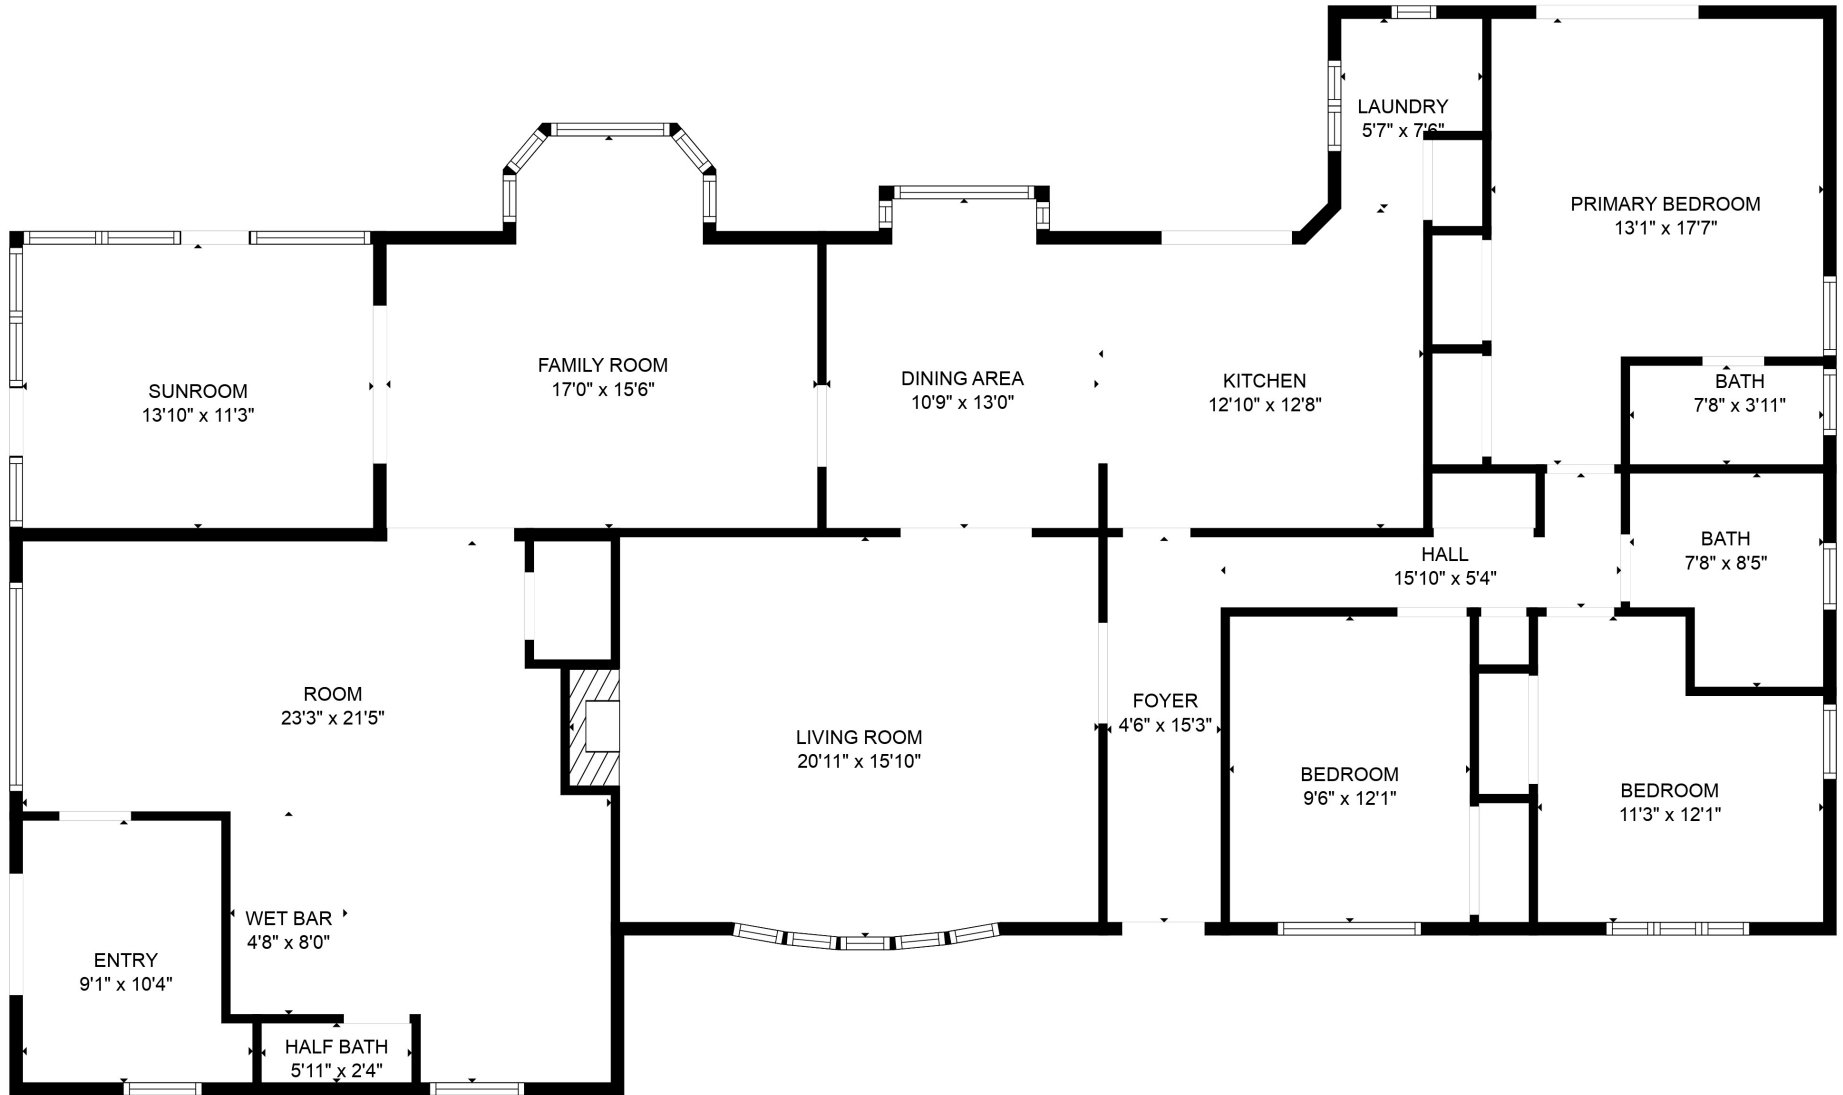 LAUNDRY
5'7" x 7'6"
PRIMARY BEDROOM
13'1" x 17'7"
FAMILY ROOM
17'0" x 15'6"
SUNROOM
13'10" x 11'3"
DINING AREA
10'9" x 13'0"
KITCHEN
12'10" x 12'8"
BATH
7'8" x 3'11"
BATH
7'8" x 8'5"
HALL
15'10" x 5'4"
ROOM
23'3" x 21'5"
LIVING ROOM
20'11" x 15'10"
FOYER
4'6" x 15'3"
BEDROOM
9'6" x 12'1"
BEDROOM
11'3" x 12'1"
WET BAR
4'8" x 8'0"
ENTRY
9'1" x 10'4"
HALF BATH
5'11" x 2'4"